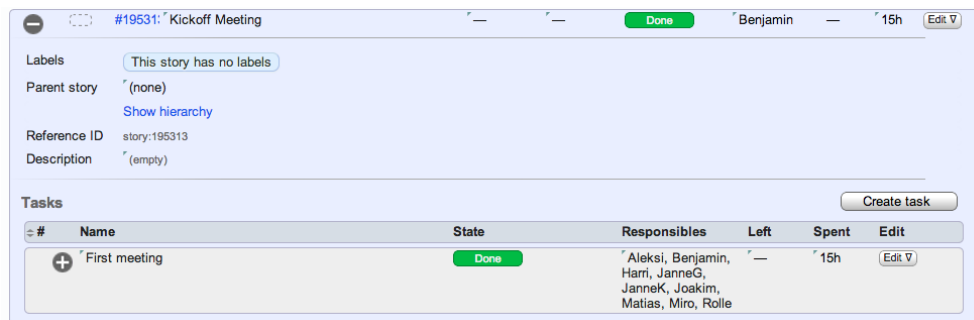 #19531: Kickoff Meeting — — Done Benjamin — 15h Edit ∇
Labels This story has no labels
Parent story (none)
Show hierarchy
Reference ID story:195313
Description (empty)
Tasks Create task
# Name State Responsibles Left Spent Edit
First meeting Done Aleksi, Benjamin, — 15h Edit ∇
Harri, JanneG,
JanneK, Joakim,
Matias, Miro, Rolle